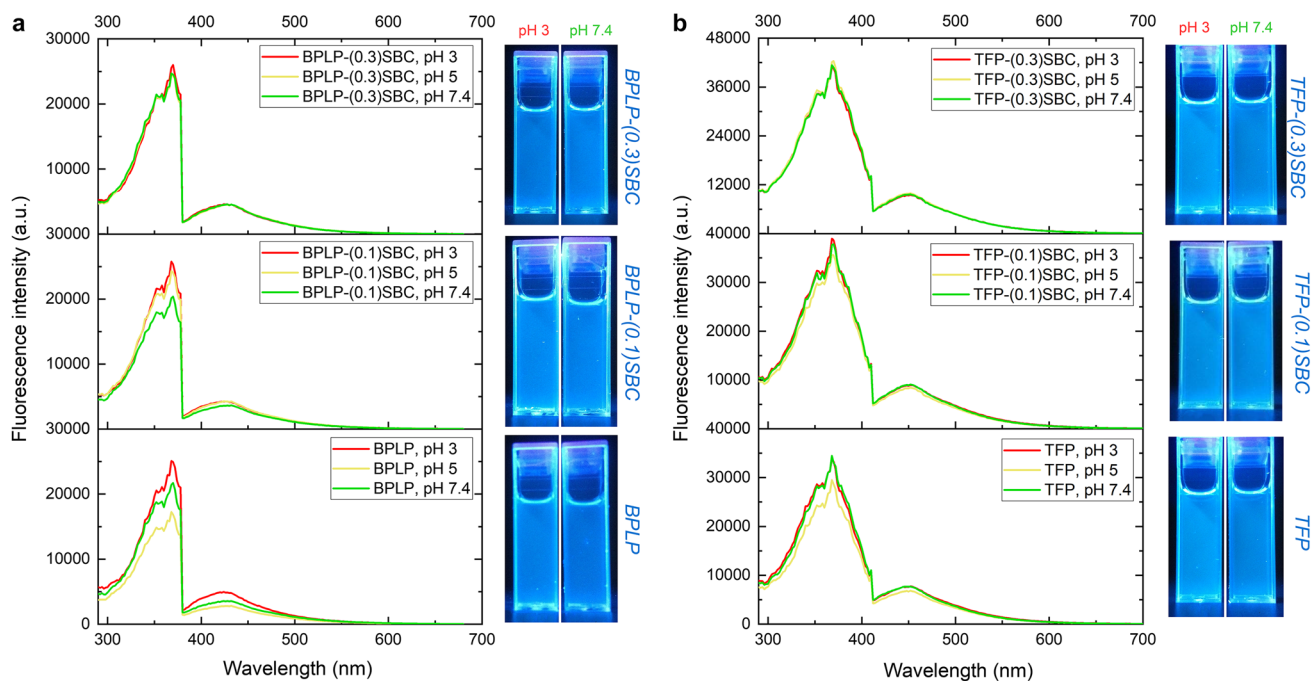 a
300 400 500 600 700
30000
20000
10000
30000
20000
10000
30000
20000
10000
0
Fluorescence intensity (a.u.)
BPLP-(0.3)SBC, pH 3
BPLP-(0.3)SBC, pH 5
BPLP-(0.3)SBC, pH 7.4
BPLP-(0.1)SBC, pH 3
BPLP-(0.1)SBC, pH 5
BPLP-(0.1)SBC, pH 7.4
BPLP, pH 3
BPLP, pH 5
BPLP, pH 7.4
300 400 500 600 700
Wavelength (nm)
pH 3 pH 7.4
BPLP-(0.3)SBC
BPLP-(0.1)SBC
BPLP
b
300 400 500 600 700
48000
36000
24000
12000
40000
30000
20000
10000
40000
30000
20000
10000
0
Fluorescence intensity (a.u.)
TFP-(0.3)SBC, pH 3
TFP-(0.3)SBC, pH 5
TFP-(0.3)SBC, pH 7.4
TFP-(0.1)SBC, pH 3
TFP-(0.1)SBC, pH 5
TFP-(0.1)SBC, pH 7.4
TFP, pH 3
TFP, pH 5
TFP, pH 7.4
300 400 500 600 700
Wavelength (nm)
pH 3 pH 7.4
TFP-(0.3)SBC
TFP-(0.1)SBC
TFP